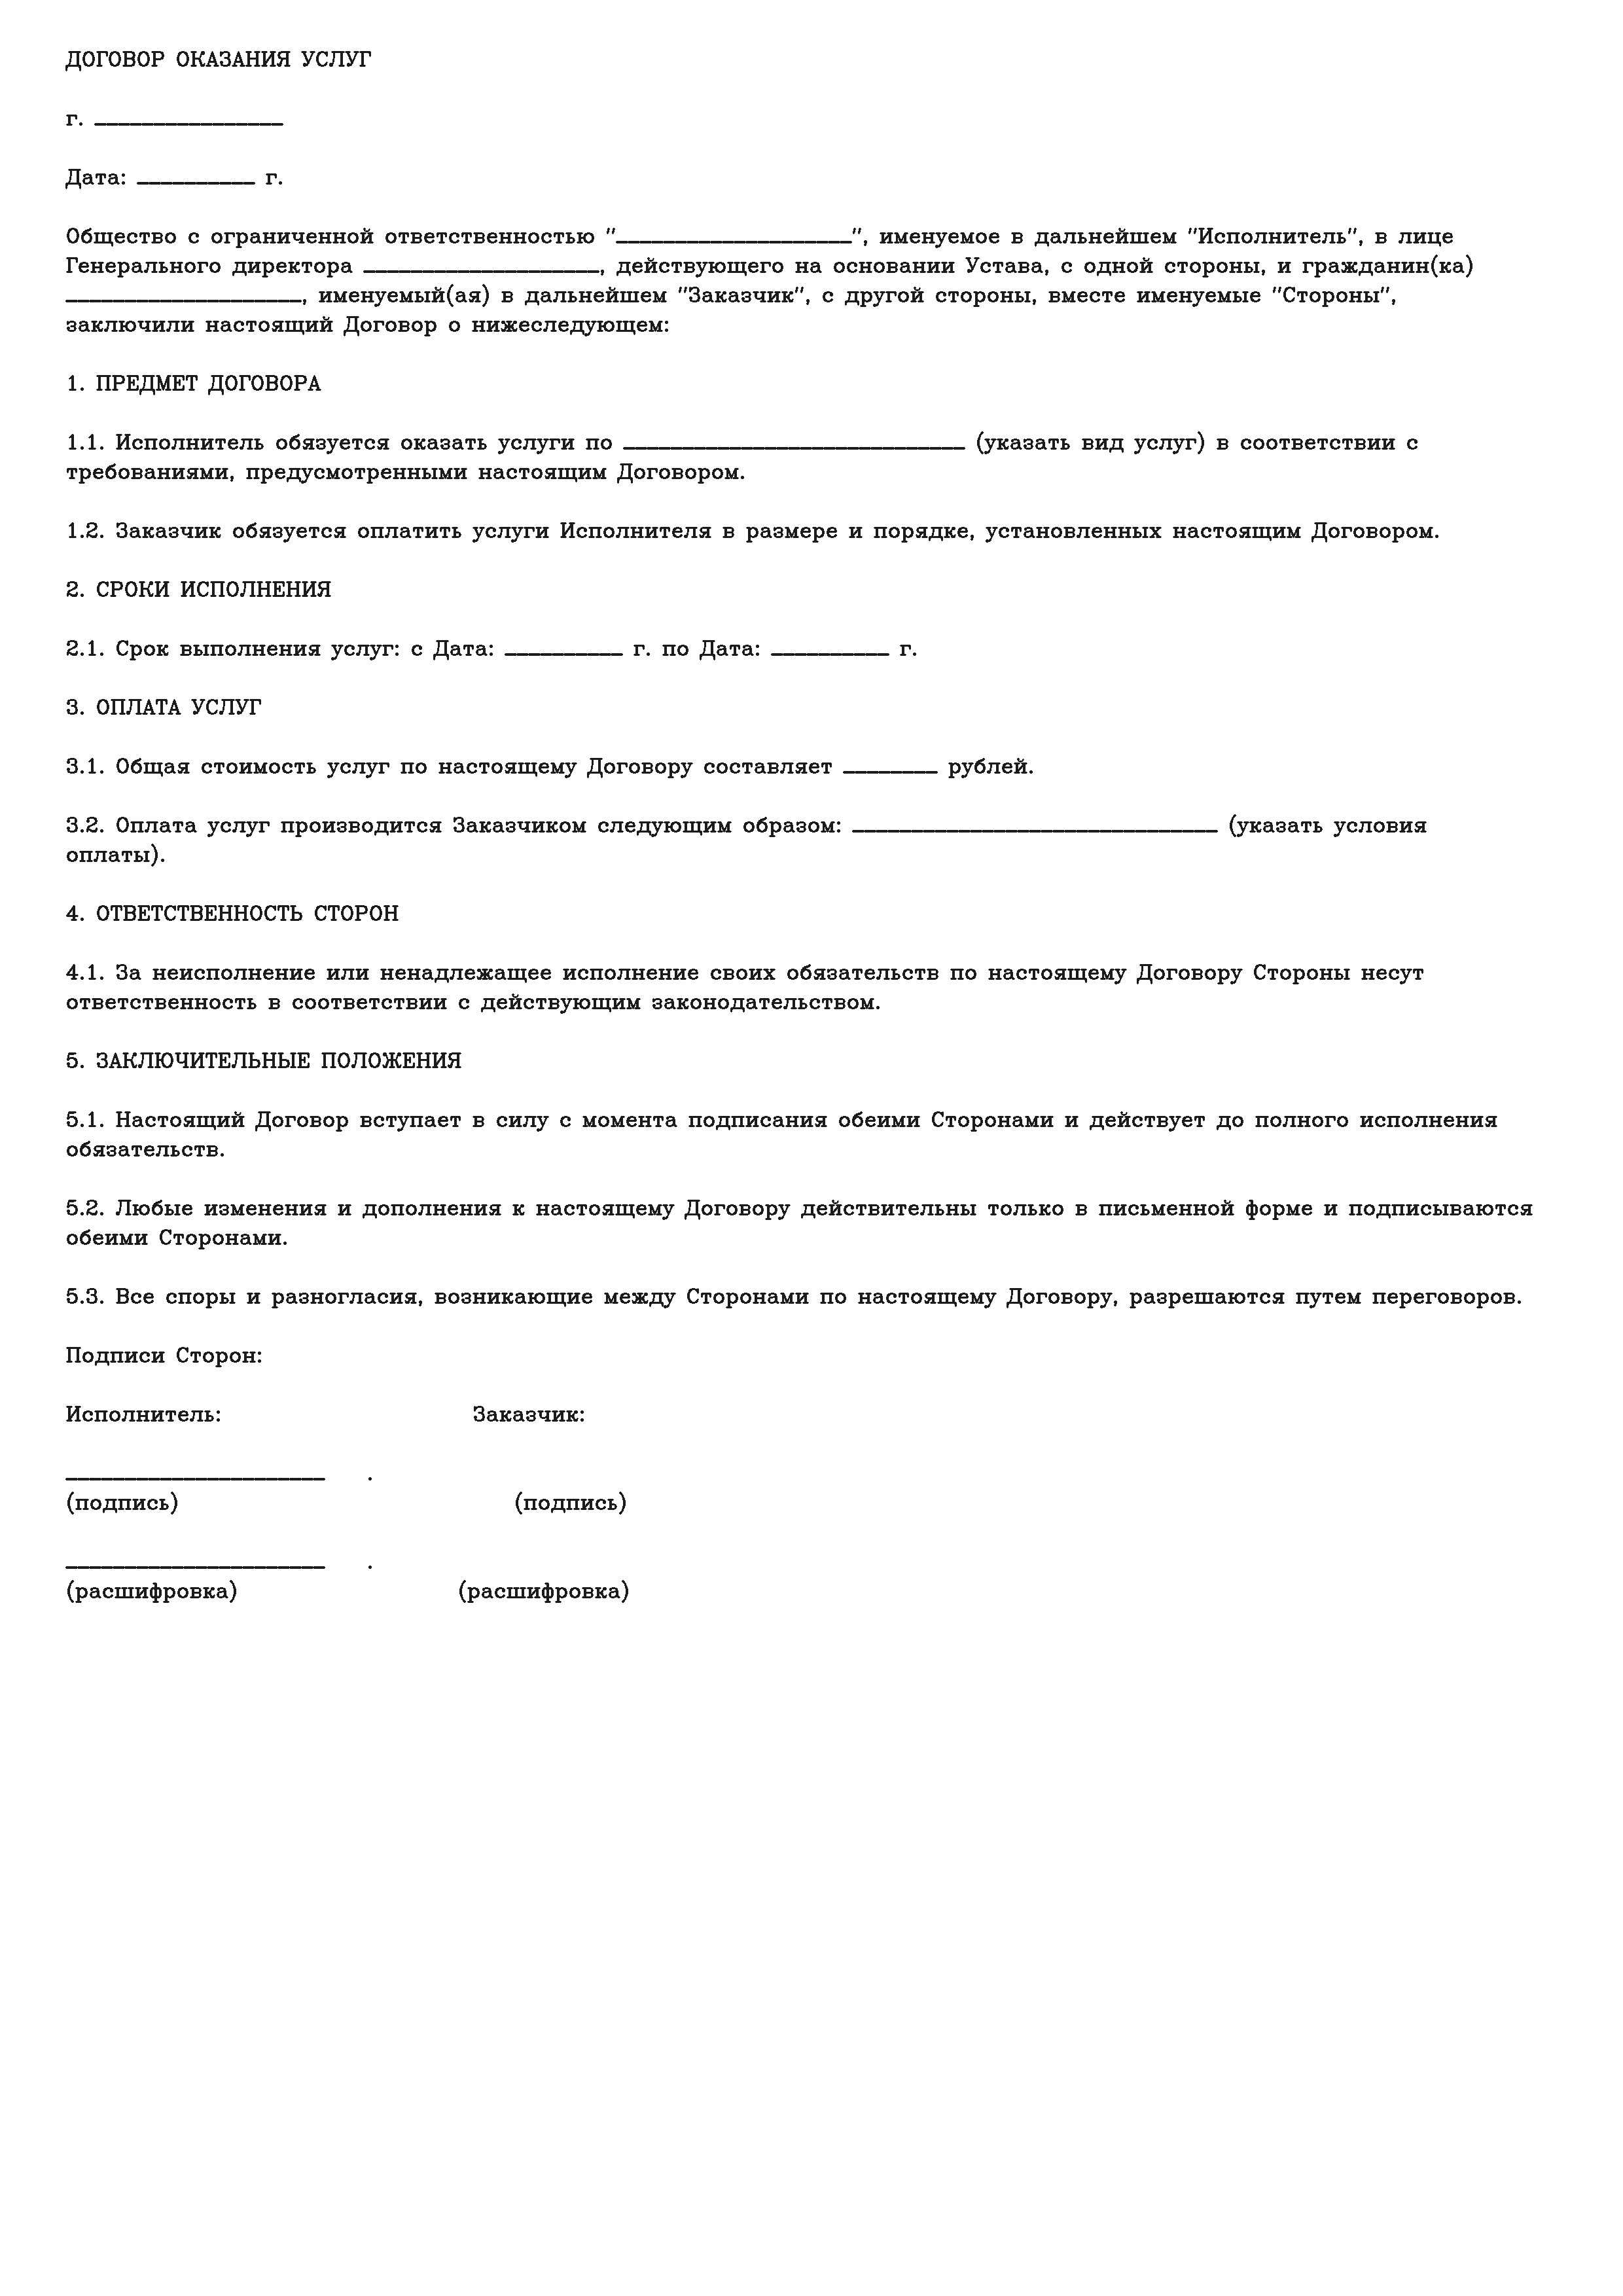 ДОГОВОР ОКАЗАНИЯ УСЛУГ
г. ________________
Дата: __________ г.
Общество с ограниченной ответственностью "____________________", именуемое в дальнейшем "Исполнитель", в лице
Генерального директора ____________________, действующего на основании Устава, с одной стороны, и гражданин(ка)
____________________, именуемый(ая) в дальнейшем "Заказчик", с другой стороны, вместе именуемые "Стороны",
заключили настоящий Договор о нижеследующем:
1. ПРЕДМЕТ ДОГОВОРА
1.1. Исполнитель обязуется оказать услуги по _____________________________ (указать вид услуг) в соответствии с
требованиями, предусмотренными настоящим Договором.
1.2. Заказчик обязуется оплатить услуги Исполнителя в размере и порядке, установленных настоящим Договором.
2. СРОКИ ИСПОЛНЕНИЯ
2.1. Срок выполнения услуг: с Дата: __________ г. по Дата: __________ г.
3. ОПЛАТА УСЛУГ
3.1. Общая стоимость услуг по настоящему Договору составляет ________ рублей.
3.2. Оплата услуг производится Заказчиком следующим образом: _______________________________ (указать условия
оплаты).
4. ОТВЕТСТВЕННОСТЬ СТОРОН
4.1. За неисполнение или ненадлежащее исполнение своих обязательств по настоящему Договору Стороны несут
ответственность в соответствии с действующим законодательством.
5. ЗАКЛЮЧИТЕЛЬНЫЕ ПОЛОЖЕНИЯ
5.1. Настоящий Договор вступает в силу с момента подписания обеими Сторонами и действует до полного исполнения
обязательств.
5.2. Любые изменения и дополнения к настоящему Договору действительны только в письменной форме и подписываются
обеими Сторонами.
5.3. Все споры и разногласия, возникающие между Сторонами по настоящему Договору, разрешаются путем переговоров.
Подписи Сторон:
Исполнитель: Заказчик:
______________________ .
(подпись) (подпись)
______________________ .
(расшифровка) (расшифровка)